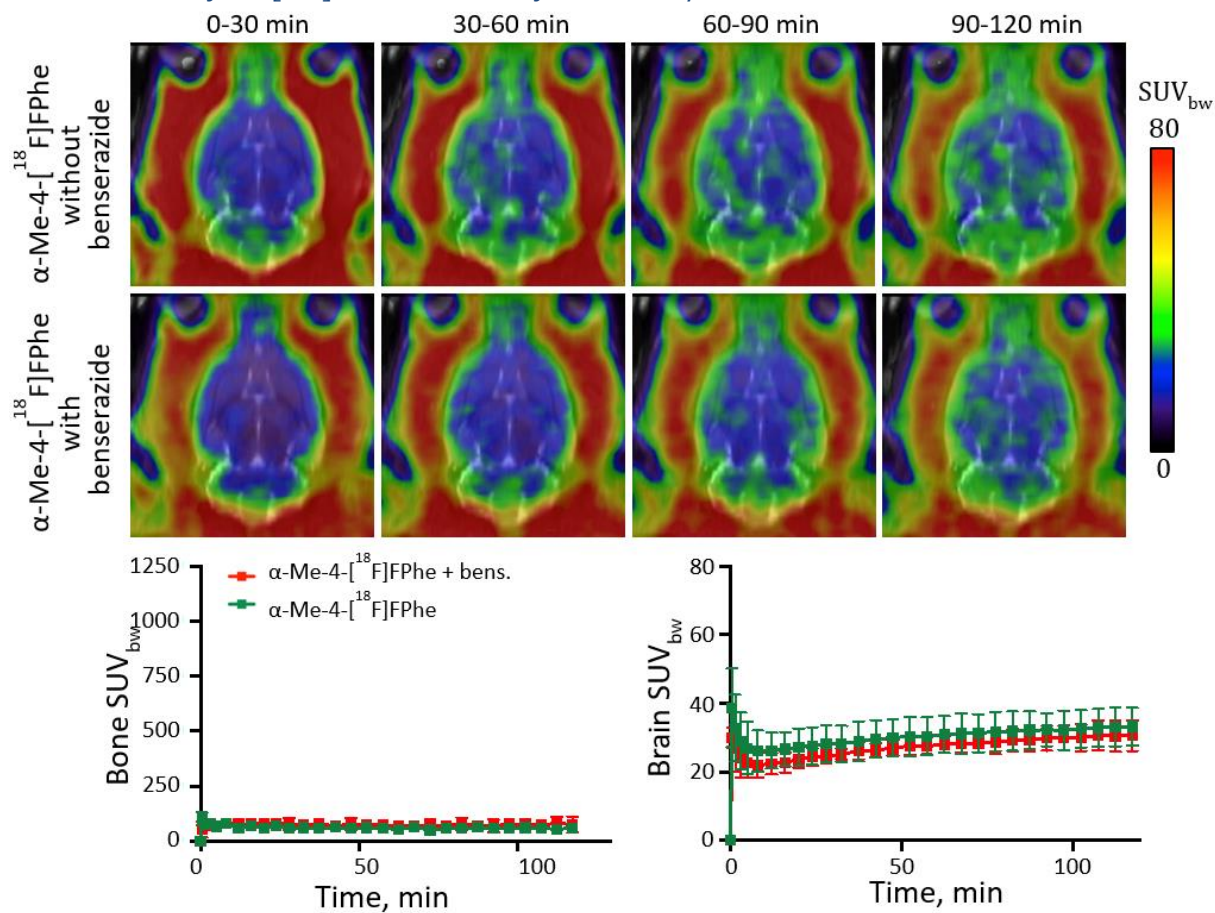 0-30 min 30-60 min 60-90 min 90-120 min
α-Me-4-[¹⁸F]FPhe
without
benserazide
SUVbw
80
0
α-Me-4-[¹⁸F]FPhe
with
benserazide
α-Me-4-[¹⁸F]FPhe + bens.
α-Me-4-[¹⁸F]FPhe
Bone SUVbw
1250
1000
750
500
250
0
0 50 100
Time, min
Brain SUVbw
80
60
40
20
0
0 50 100
Time, min